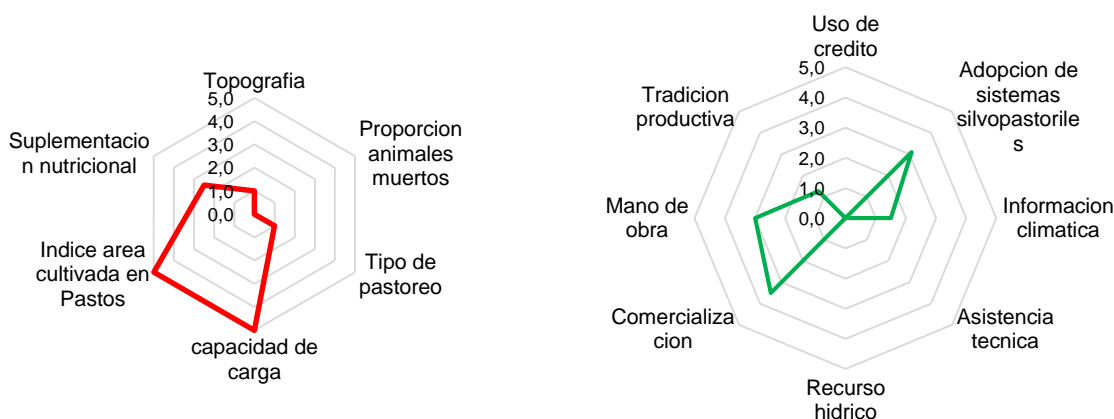 Topografia
5,0
4,0
3,0
2,0
1,0
0,0
Proporcion
animales
muertos
Tipo de
pastoreo
capacidad de
carga
Indice area
cultivada en
Pastos
Suplementacio
n nutricional
Uso de
credito
5,0
4,0
3,0
2,0
1,0
0,0
Adopcion de
sistemas
silvopastorile
s
Informacion
climatica
Asistencia
tecnica
Recurso
hidrico
Comercializa
cion
Mano de
obra
Tradicion
productiva